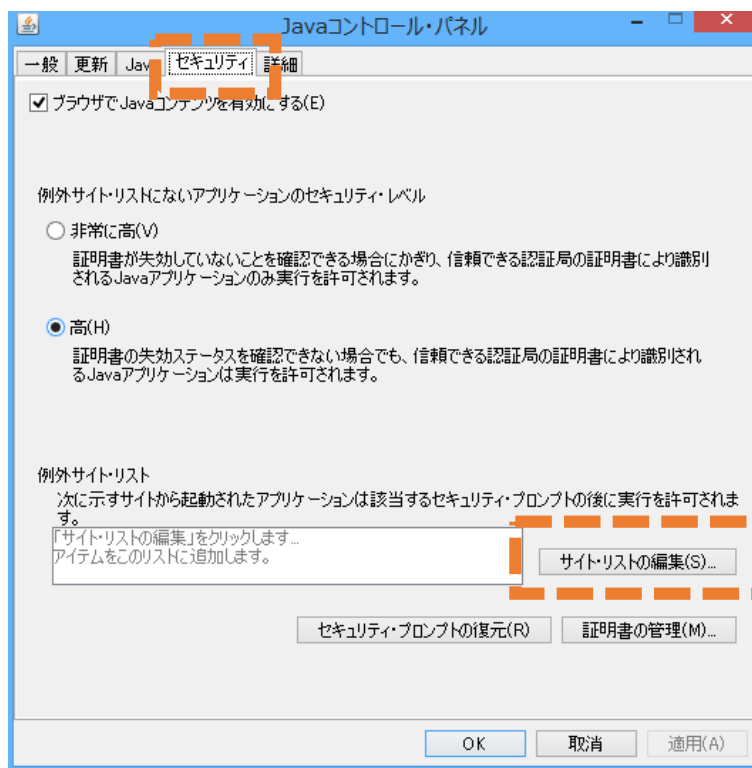 Javaコントロール・パネル
一般 更新 Jav セキュリティ 詳細
ブラウザでJavaコンテンツを有効にする(E)
例外サイト・リストにないアプリケーションのセキュリティ・レベル
非常に高(V)
証明書が失効していないことを確認できる場合にかぎり、信頼できる認証局の証明書により識別
されるJavaアプリケーションのみ実行を許可されます。
高(H)
証明書の失効ステータスを確認できない場合でも、信頼できる認証局の証明書により識別され
るJavaアプリケーションは実行を許可されます。
例外サイト・リスト
次に示すサイトから起動されたアプリケーションは該当するセキュリティ・プロンプトの後に実行を許可されま
す。
「サイト・リストの編集」をクリックします...
アイテムをこのリストに追加します。
サイト・リストの編集(S)...
セキュリティ・プロンプトの復元(R) 証明書の管理(M)...
OK 取消 適用(A)